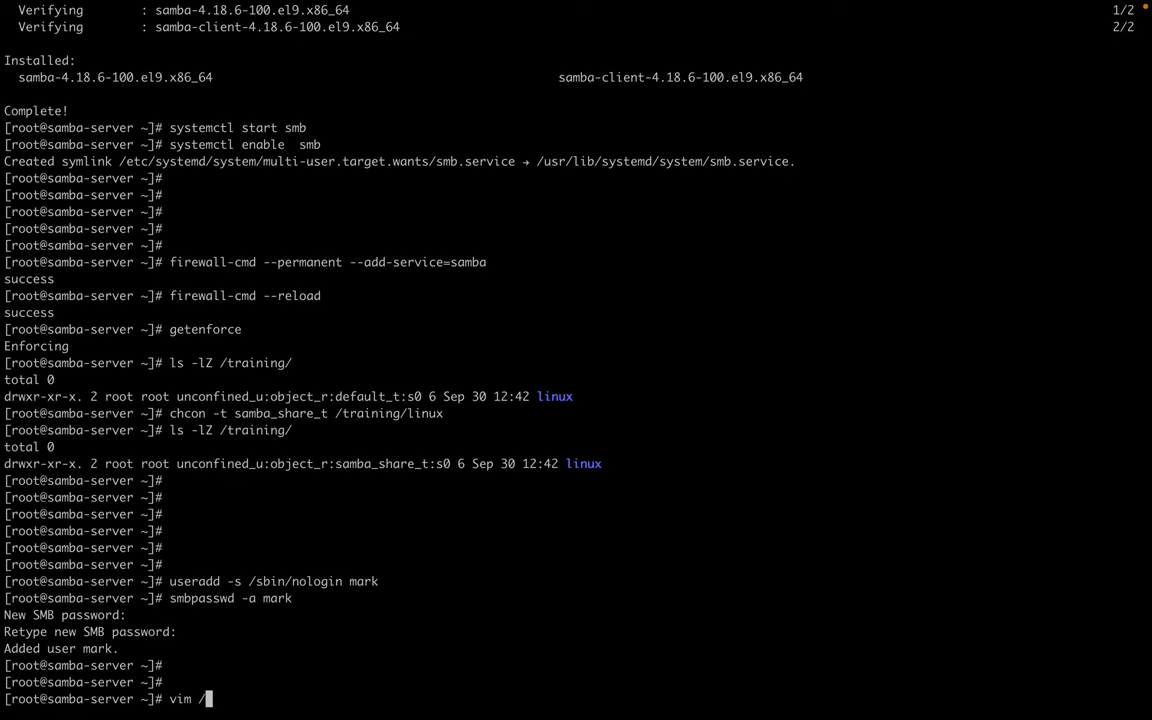 Verifying : samba-4.18.6-100.el9.x86_64 1/2
Verifying : samba-client-4.18.6-100.el9.x86_64 2/2
Installed:
samba-4.18.6-100.el9.x86_64 samba-client-4.18.6-100.el9.x86_64
Complete!
[root@samba-server ~]# systemctl start smb
[root@samba-server ~]# systemctl enable  smb
Created symlink /etc/systemd/system/multi-user.target.wants/smb.service → /usr/lib/systemd/system/smb.service.
[root@samba-server ~]#
[root@samba-server ~]#
[root@samba-server ~]#
[root@samba-server ~]#
[root@samba-server ~]#
[root@samba-server ~]# firewall-cmd --permanent --add-service=samba
success
[root@samba-server ~]# firewall-cmd --reload
success
[root@samba-server ~]# getenforce
Enforcing
[root@samba-server ~]# ls -lZ /training/
total 0
drwxr-xr-x. 2 root root unconfined_u:object_r:default_t:s0 6 Sep 30 12:42 linux
[root@samba-server ~]# chcon -t samba_share_t /training/linux
[root@samba-server ~]# ls -lZ /training/
total 0
drwxr-xr-x. 2 root root unconfined_u:object_r:samba_share_t:s0 6 Sep 30 12:42 linux
[root@samba-server ~]#
[root@samba-server ~]#
[root@samba-server ~]#
[root@samba-server ~]#
[root@samba-server ~]#
[root@samba-server ~]#
[root@samba-server ~]# useradd -s /sbin/nologin mark
[root@samba-server ~]# smbpasswd -a mark
New SMB password:
Retype new SMB password:
Added user mark.
[root@samba-server ~]#
[root@samba-server ~]#
[root@samba-server ~]# vim /